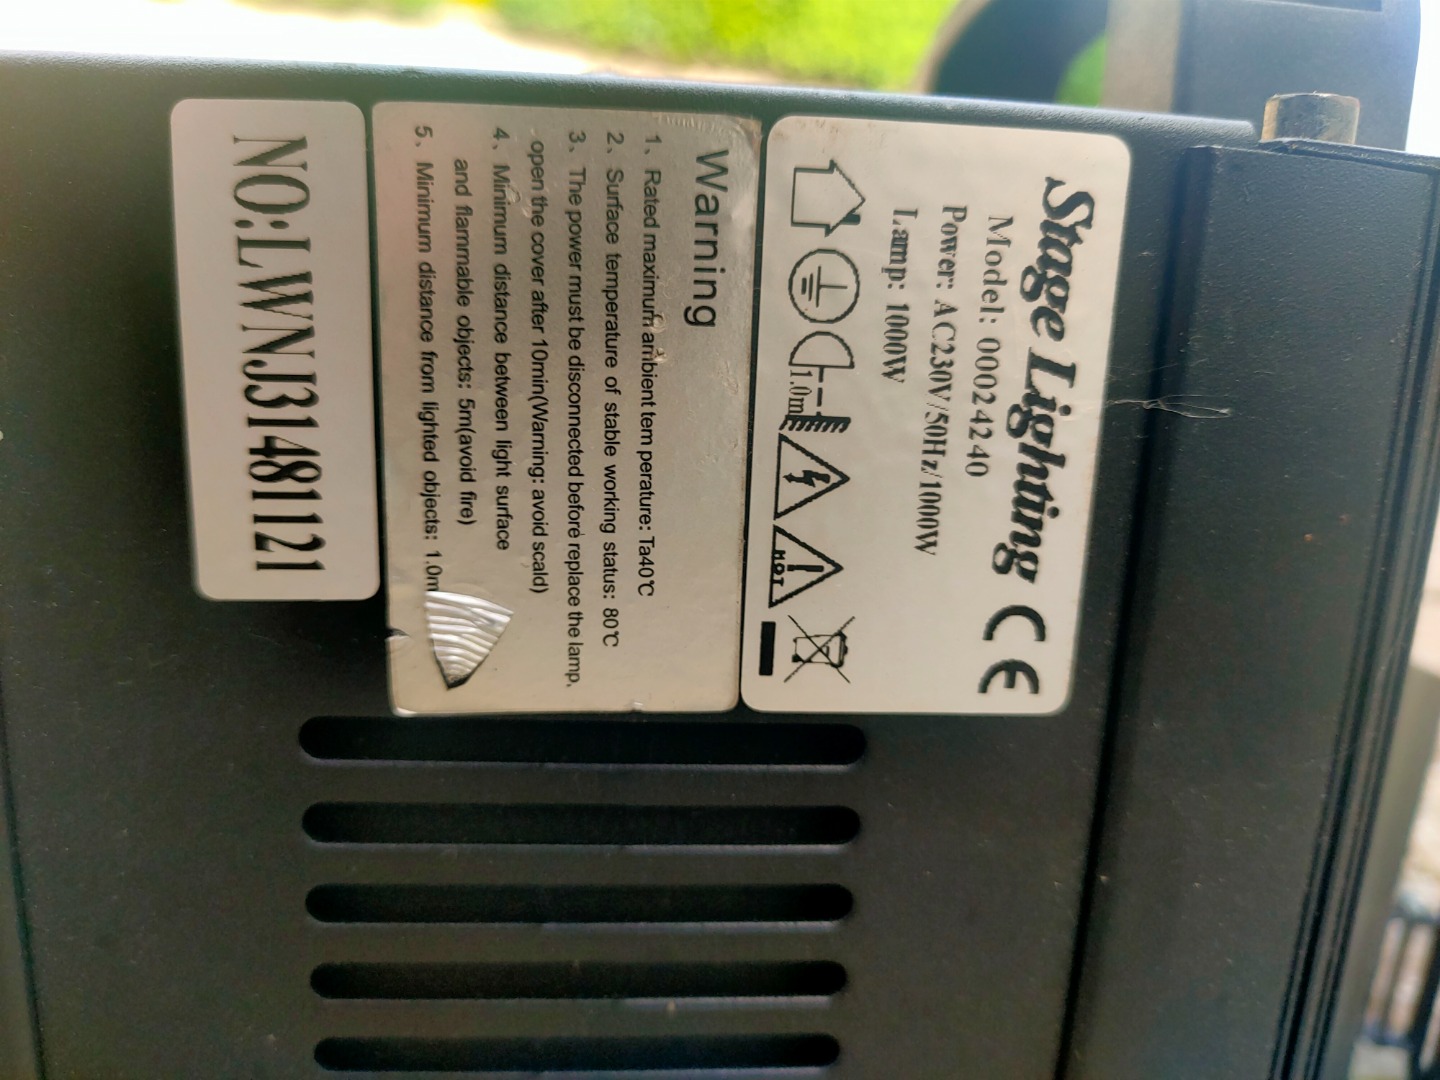 Stage Lighting CE
Model: 00024240
Power: AC230V/50Hz/1000W
Lamp: 1000W
1.0m
HOT
Warning
1、Rated maximum ambient tem perature: Ta40℃
2、Surface temperature of stable working status: 80℃
3、The power must be disconnected before replace the lamp,
open the cover after 10min(Warning: avoid scald)
4、Minimum distance between light surface
and flammable objects: 5m(avoid fire)
5、Minimum distance from lighted objects: 1.0m
NO:LWNJ31481121